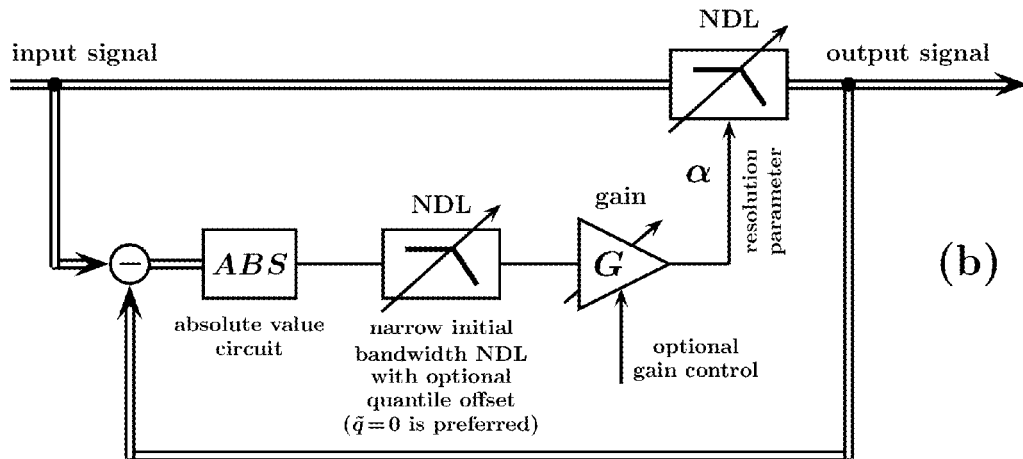 NDL
input signal
output signal
α
resolution
parameter
NDL
gain
−
ABS
G
(b)
absolute value
circuit
narrow initial
bandwidth NDL
with optional
quantile offset
(q̃=0 is preferred)
optional
gain control